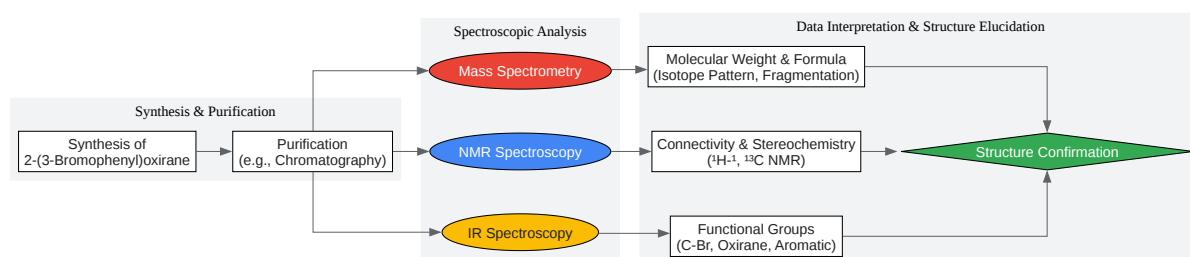 Spectroscopic Analysis
Data Interpretation & Structure Elucidation
Mass Spectrometry
Molecular Weight & Formula
(Isotope Pattern, Fragmentation)
Synthesis & Purification
Synthesis of
2-(3-Bromophenyl)oxirane
Purification
(e.g., Chromatography)
NMR Spectroscopy
Connectivity & Stereochemistry
(¹H-¹, ¹³C NMR)
Structure Confirmation
IR Spectroscopy
Functional Groups
(C-Br, Oxirane, Aromatic)